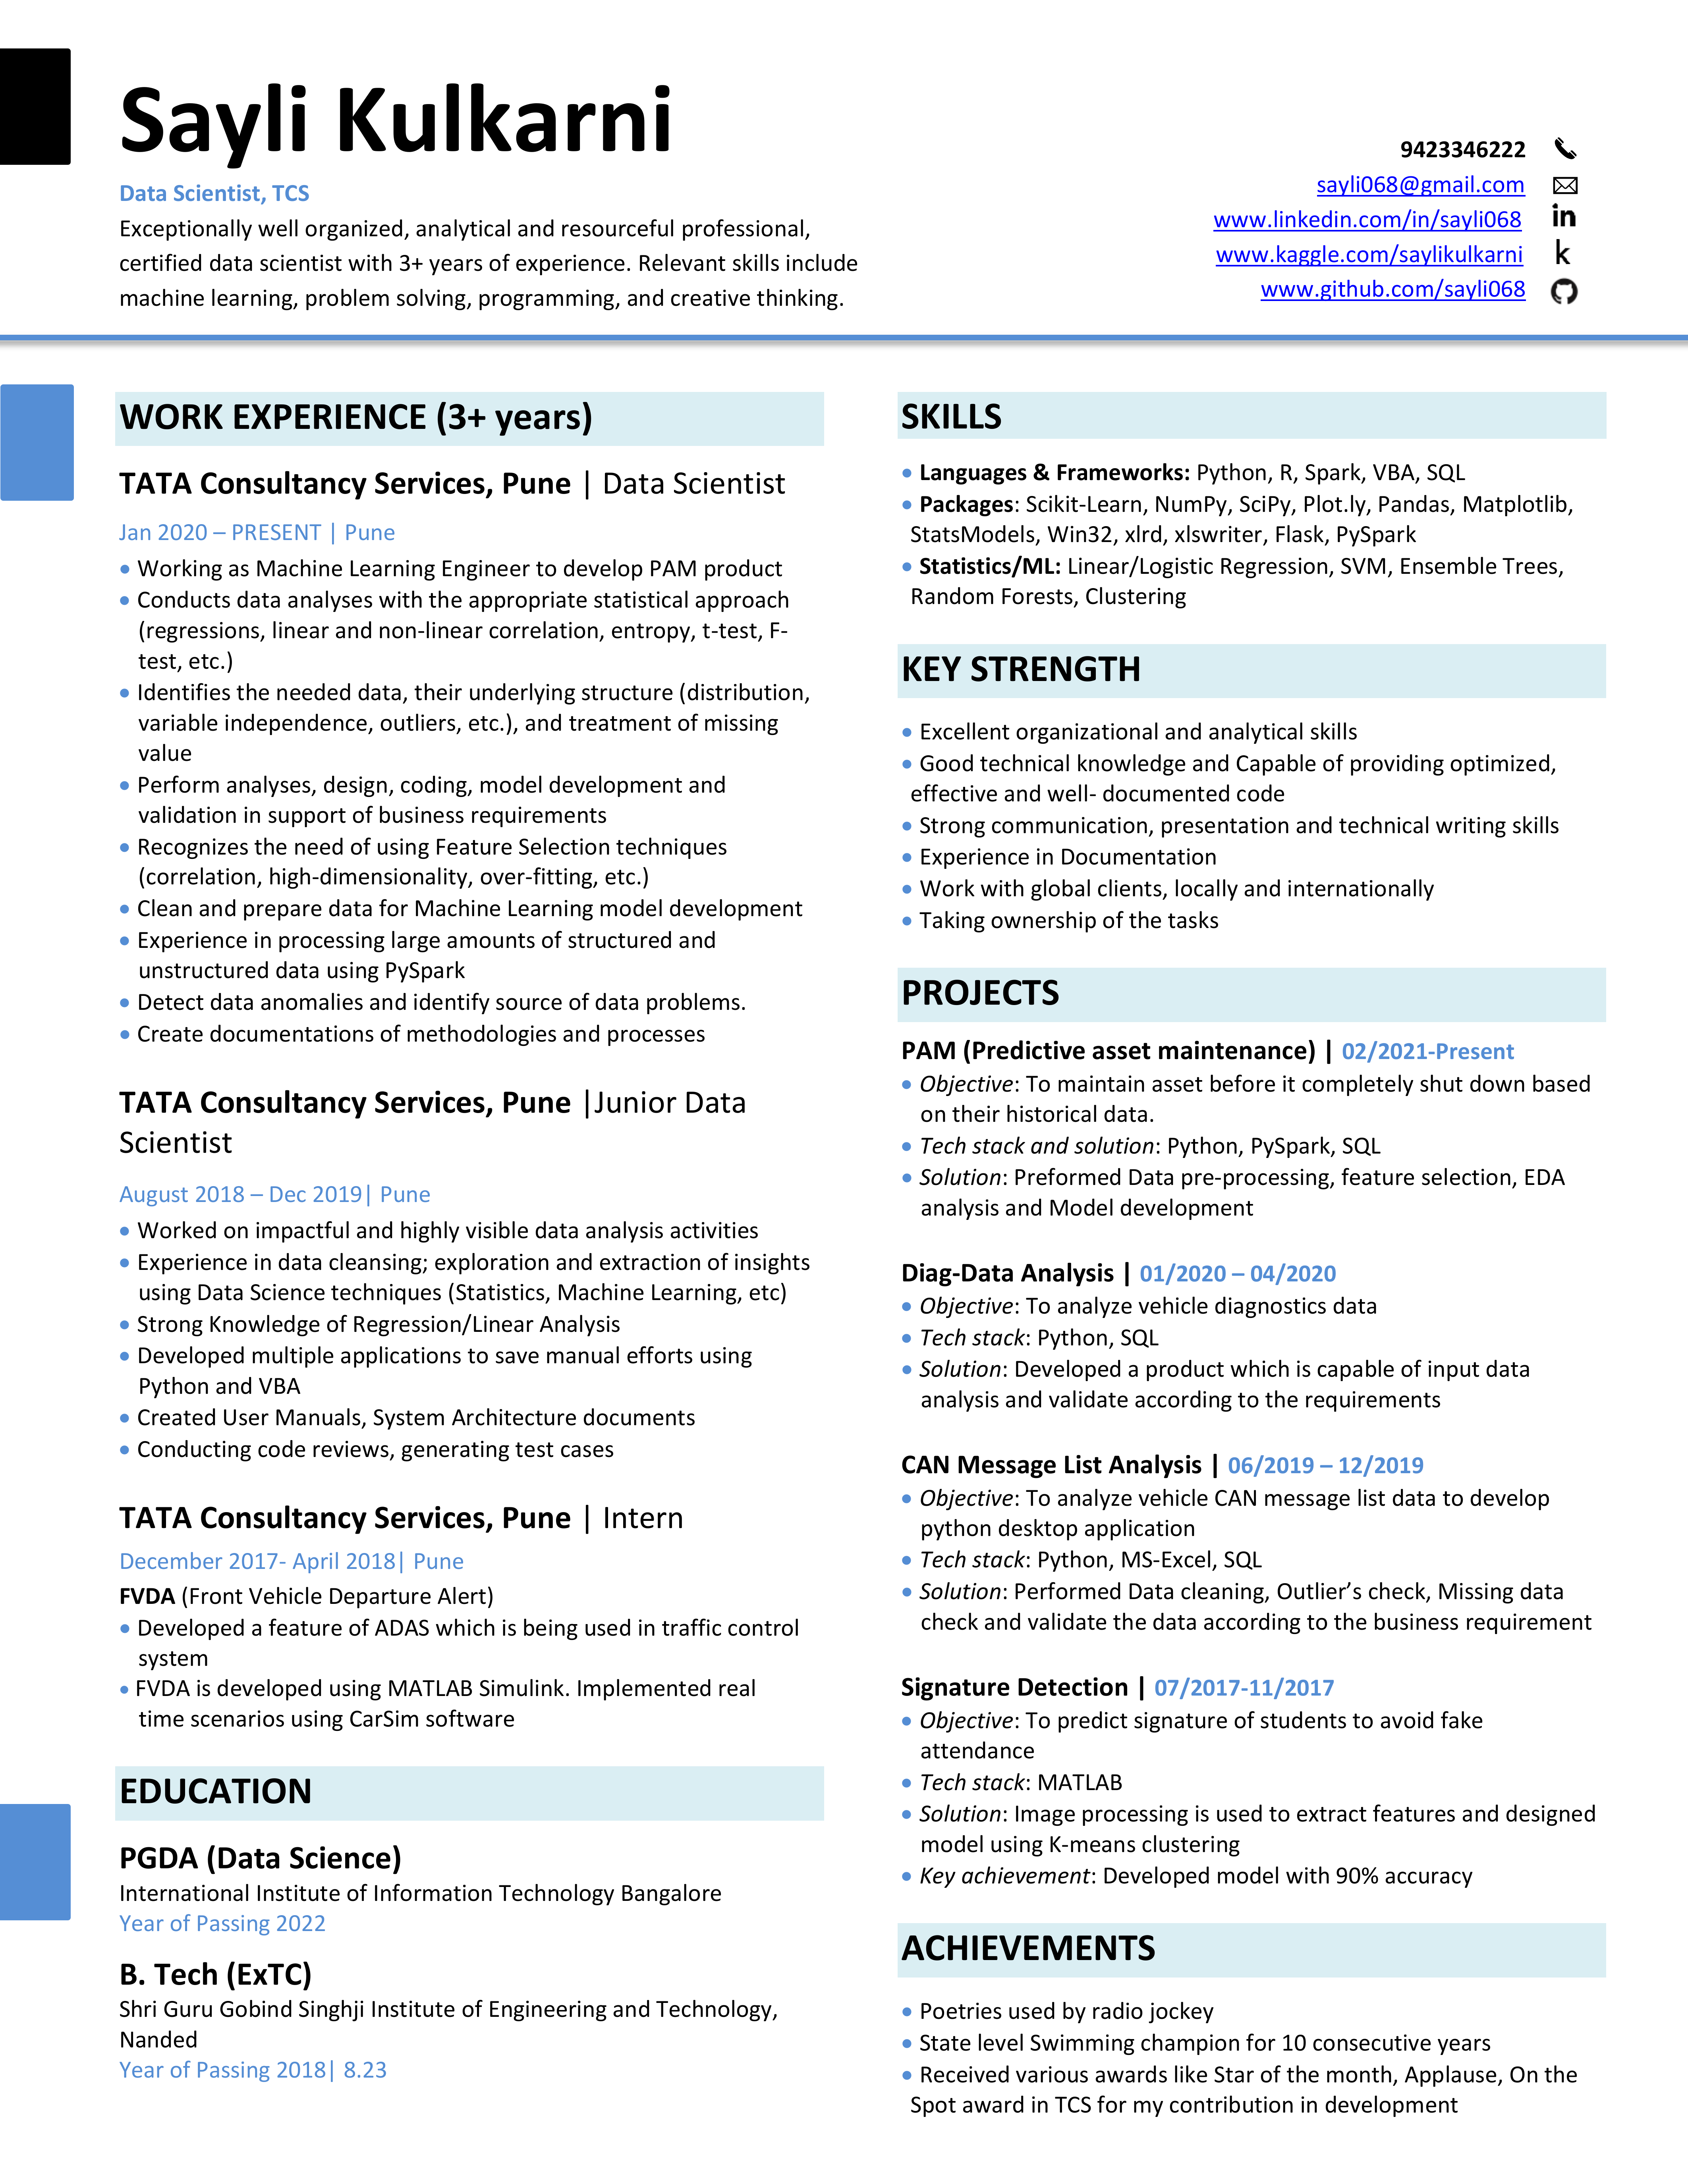 Sayli Kulkarni
Data Scientist, TCS
Exceptionally well organized, analytical and resourceful professional,
certified data scientist with 3+ years of experience. Relevant skills include
machine learning, problem solving, programming, and creative thinking.
9423346222
sayli068@gmail.com
www.linkedin.com/in/sayli068
in
www.kaggle.com/saylikulkarni
k
www.github.com/sayli068
WORK EXPERIENCE (3+ years)
TATA Consultancy Services, Pune | Data Scientist
Jan 2020 – PRESENT | Pune
• Working as Machine Learning Engineer to develop PAM product
• Conducts data analyses with the appropriate statistical approach
(regressions, linear and non-linear correlation, entropy, t-test, F-
test, etc.)
• Identifies the needed data, their underlying structure (distribution,
variable independence, outliers, etc.), and treatment of missing
value
• Perform analyses, design, coding, model development and
validation in support of business requirements
• Recognizes the need of using Feature Selection techniques
(correlation, high-dimensionality, over-fitting, etc.)
• Clean and prepare data for Machine Learning model development
• Experience in processing large amounts of structured and
unstructured data using PySpark
• Detect data anomalies and identify source of data problems.
• Create documentations of methodologies and processes
TATA Consultancy Services, Pune |Junior Data
Scientist
August 2018 – Dec 2019| Pune
• Worked on impactful and highly visible data analysis activities
• Experience in data cleansing; exploration and extraction of insights
using Data Science techniques (Statistics, Machine Learning, etc)
• Strong Knowledge of Regression/Linear Analysis
• Developed multiple applications to save manual efforts using
Python and VBA
• Created User Manuals, System Architecture documents
• Conducting code reviews, generating test cases
TATA Consultancy Services, Pune | Intern
December 2017- April 2018| Pune
FVDA (Front Vehicle Departure Alert)
• Developed a feature of ADAS which is being used in traffic control
system
• FVDA is developed using MATLAB Simulink. Implemented real
time scenarios using CarSim software
EDUCATION
PGDA (Data Science)
International Institute of Information Technology Bangalore
Year of Passing 2022
B. Tech (ExTC)
Shri Guru Gobind Singhji Institute of Engineering and Technology,
Nanded
Year of Passing 2018| 8.23
SKILLS
• Languages & Frameworks: Python, R, Spark, VBA, SQL
• Packages: Scikit-Learn, NumPy, SciPy, Plot.ly, Pandas, Matplotlib,
StatsModels, Win32, xlrd, xlswriter, Flask, PySpark
• Statistics/ML: Linear/Logistic Regression, SVM, Ensemble Trees,
Random Forests, Clustering
KEY STRENGTH
• Excellent organizational and analytical skills
• Good technical knowledge and Capable of providing optimized,
effective and well- documented code
• Strong communication, presentation and technical writing skills
• Experience in Documentation
• Work with global clients, locally and internationally
• Taking ownership of the tasks
PROJECTS
PAM (Predictive asset maintenance) | 02/2021-Present
• Objective: To maintain asset before it completely shut down based
on their historical data.
• Tech stack and solution: Python, PySpark, SQL
• Solution: Preformed Data pre-processing, feature selection, EDA
analysis and Model development
Diag-Data Analysis | 01/2020 – 04/2020
• Objective: To analyze vehicle diagnostics data
• Tech stack: Python, SQL
• Solution: Developed a product which is capable of input data
analysis and validate according to the requirements
CAN Message List Analysis | 06/2019 – 12/2019
• Objective: To analyze vehicle CAN message list data to develop
python desktop application
• Tech stack: Python, MS-Excel, SQL
• Solution: Performed Data cleaning, Outlier’s check, Missing data
check and validate the data according to the business requirement
Signature Detection | 07/2017-11/2017
• Objective: To predict signature of students to avoid fake
attendance
• Tech stack: MATLAB
• Solution: Image processing is used to extract features and designed
model using K-means clustering
• Key achievement: Developed model with 90% accuracy
ACHIEVEMENTS
• Poetries used by radio jockey
• State level Swimming champion for 10 consecutive years
• Received various awards like Star of the month, Applause, On the
Spot award in TCS for my contribution in development